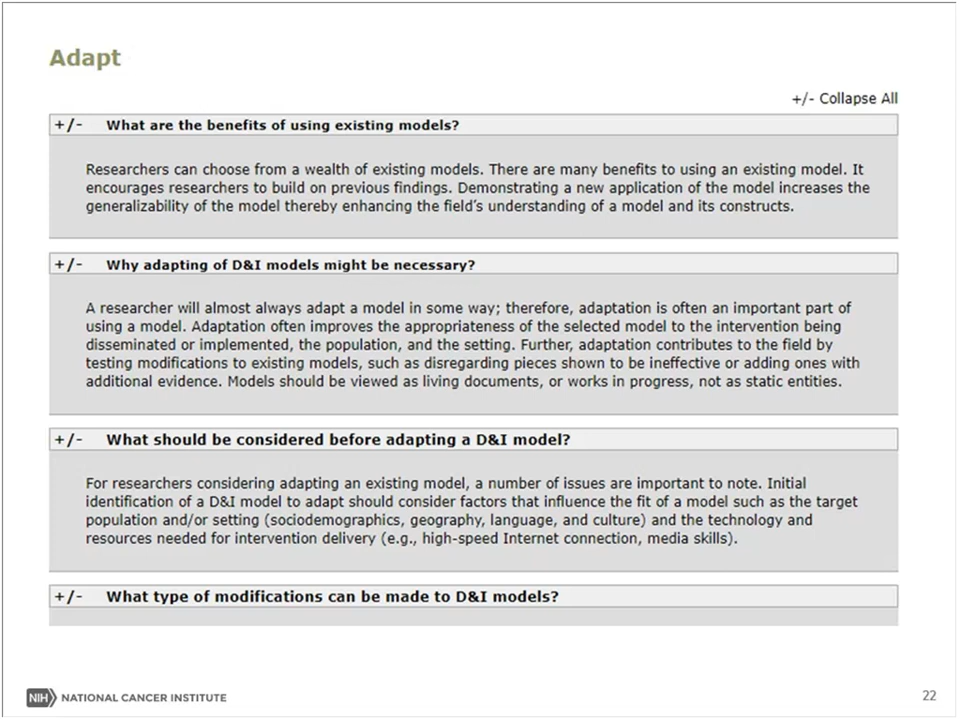 Adapt
+/- Collapse All
+/- What are the benefits of using existing models?
Researchers can choose from a wealth of existing models. There are many benefits to using an existing model. It
encourages researchers to build on previous findings. Demonstrating a new application of the model increases the
generalizability of the model thereby enhancing the field's understanding of a model and its constructs.
+/- Why adapting of D&I models might be necessary?
A researcher will almost always adapt a model in some way; therefore, adaptation is often an important part of
using a model. Adaptation often improves the appropriateness of the selected model to the intervention being
disseminated or implemented, the population, and the setting. Further, adaptation contributes to the field by
testing modifications to existing models, such as disregarding pieces shown to be ineffective or adding ones with
additional evidence. Models should be viewed as living documents, or works in progress, not as static entities.
+/- What should be considered before adapting a D&I model?
For researchers considering adapting an existing model, a number of issues are important to note. Initial
identification of a D&I model to adapt should consider factors that influence the fit of a model such as the target
population and/or setting (sociodemographics, geography, language, and culture) and the technology and
resources needed for intervention delivery (e.g., high-speed Internet connection, media skills).
+/- What type of modifications can be made to D&I models?
NIH NATIONAL CANCER INSTITUTE
22